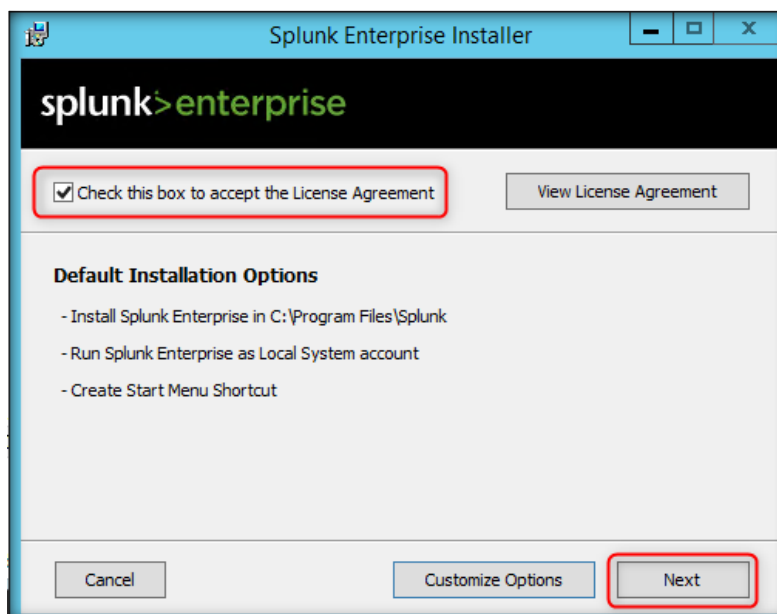 Splunk Enterprise Installer
splunk>enterprise
Check this box to accept the License Agreement
View License Agreement
Default Installation Options
- Install Splunk Enterprise in C:\Program Files\Splunk
- Run Splunk Enterprise as Local System account
- Create Start Menu Shortcut
Cancel
Customize Options
Next